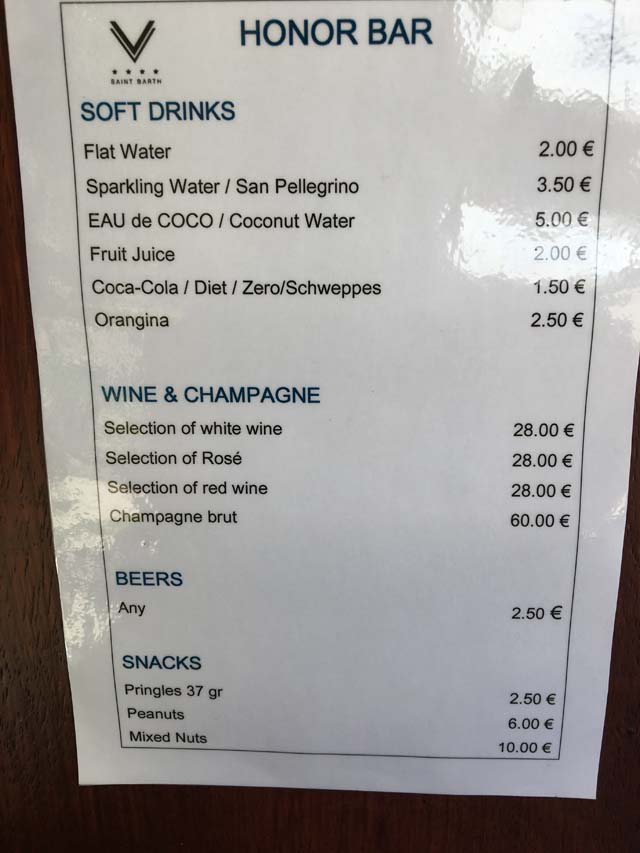 HONOR BAR
★ ★ ★ ★
SAINT BARTH
SOFT DRINKS
Flat Water 2.00 €
Sparkling Water / San Pellegrino 3.50 €
EAU de COCO / Coconut Water 5.00 €
Fruit Juice 2.00 €
Coca-Cola / Diet / Zero/Schweppes 1.50 €
Orangina 2.50 €
WINE & CHAMPAGNE
Selection of white wine 28.00 €
Selection of Rosé 28.00 €
Selection of red wine 28.00 €
Champagne brut 60.00 €
BEERS
Any 2.50 €
SNACKS
Pringles 37 gr 2.50 €
Peanuts 6.00 €
Mixed Nuts 10.00 €